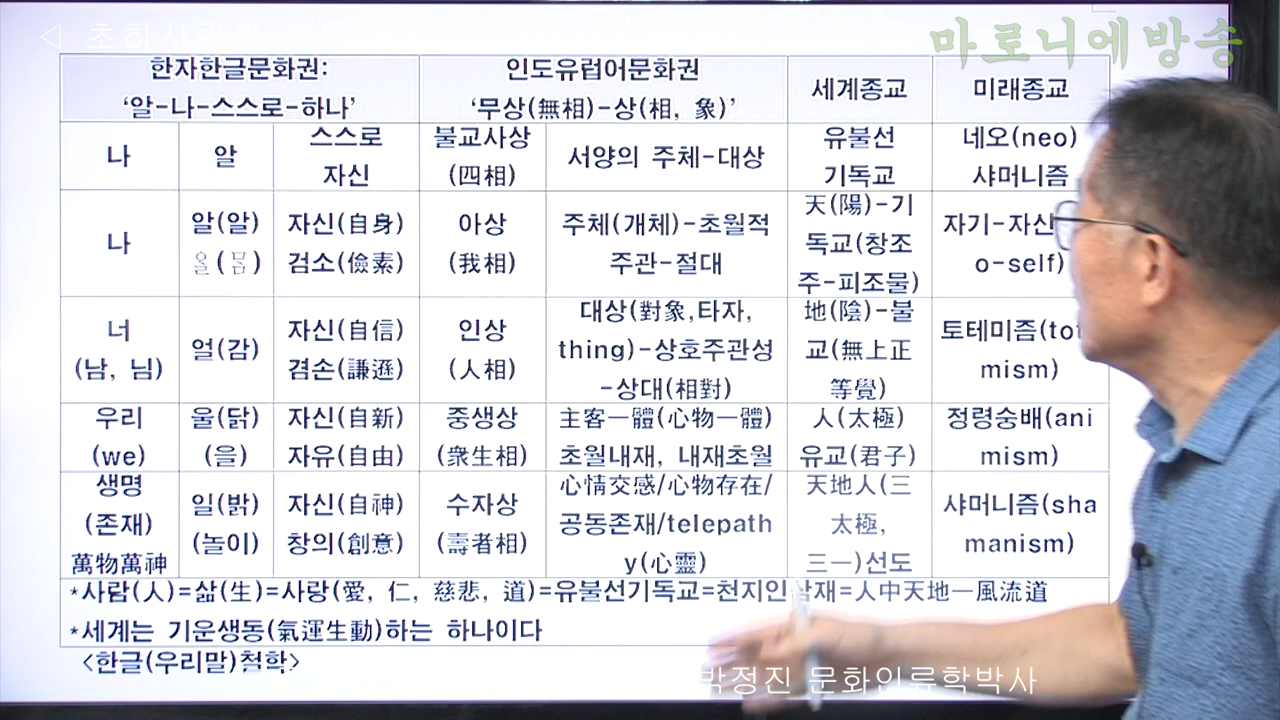 마로니에방송
한자한글문화권: 인도유럽어문화권 세계종교 미래종교
‘알-나-스스로-하나’ ‘무상(無相)-상(相, 象)’
나 알 스스로 불교사상 서양의 주체-대상 유불선 네오(neo)
자신 (四相) 기독교 샤머니즘
나 알(알) 자신(自身) 아상 주체(개체)-초월적 天(陽)-기 자기-자신
검소(儉素) (我相) 주관-절대 독교(창조 o-self)
주-피조물)
너 얼(감) 자신(自信) 인상 대상(對象,타자, 地(陰)-불 토테미즘(tot
(남, 님) 겸손(謙遜) (人相) thing)-상호주관성 교(無上正 mism)
-상대(相對) 等覺)
우리 울(닭) 자신(自新) 중생상 主客一體(心物一體) 人(太極) 정령숭배(ani
(we) (을) 자유(自由) (衆生相) 초월내재, 내재초월 유교(君子) mism)
생명 일(밝) 자신(自神) 수자상 心情交感/心物存在/ 天地人(三 샤머니즘(sha
(존재) (놀이) 창의(創意) (壽者相) 공동존재/telepath 太極, manism)
萬物萬神 y(心靈) 三一)선도
*사람(人)=삶(生)=사랑(愛, 仁, 慈悲, 道)=유불선기독교=천지인삼재=人中天地一風流道
*세계는 기운생동(氣運生動)하는 하나이다
<한글(우리말)철학>
박정진 문화인류학박사